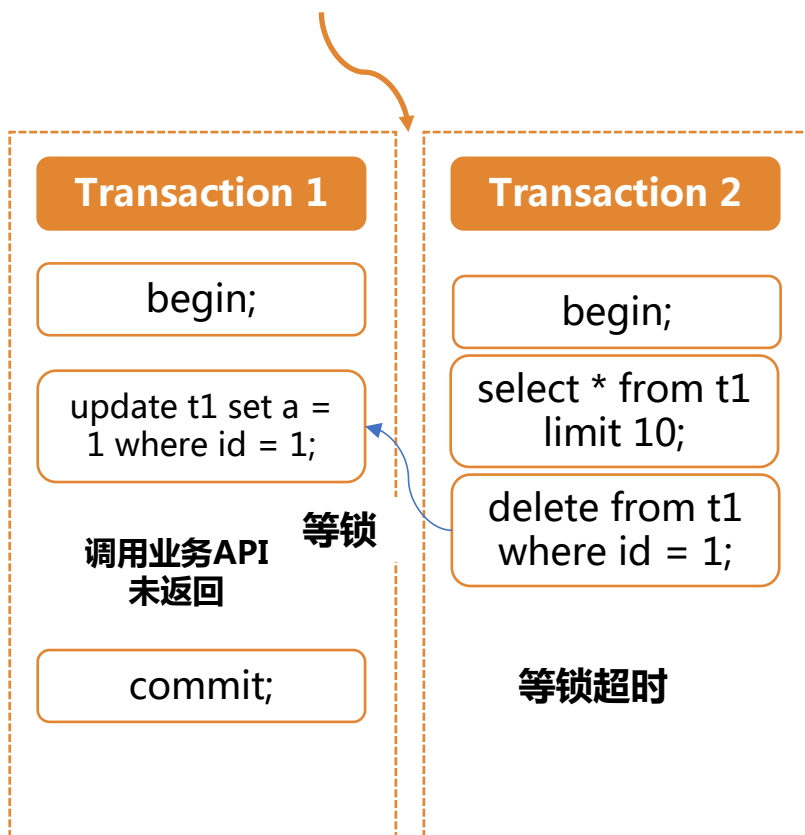 Transaction 1
begin;
update t1 set a =
1 where id = 1;
等锁
调用业务API
未返回
commit;
Transaction 2
begin;
select * from t1
limit 10;
delete from t1
where id = 1;
等锁超时